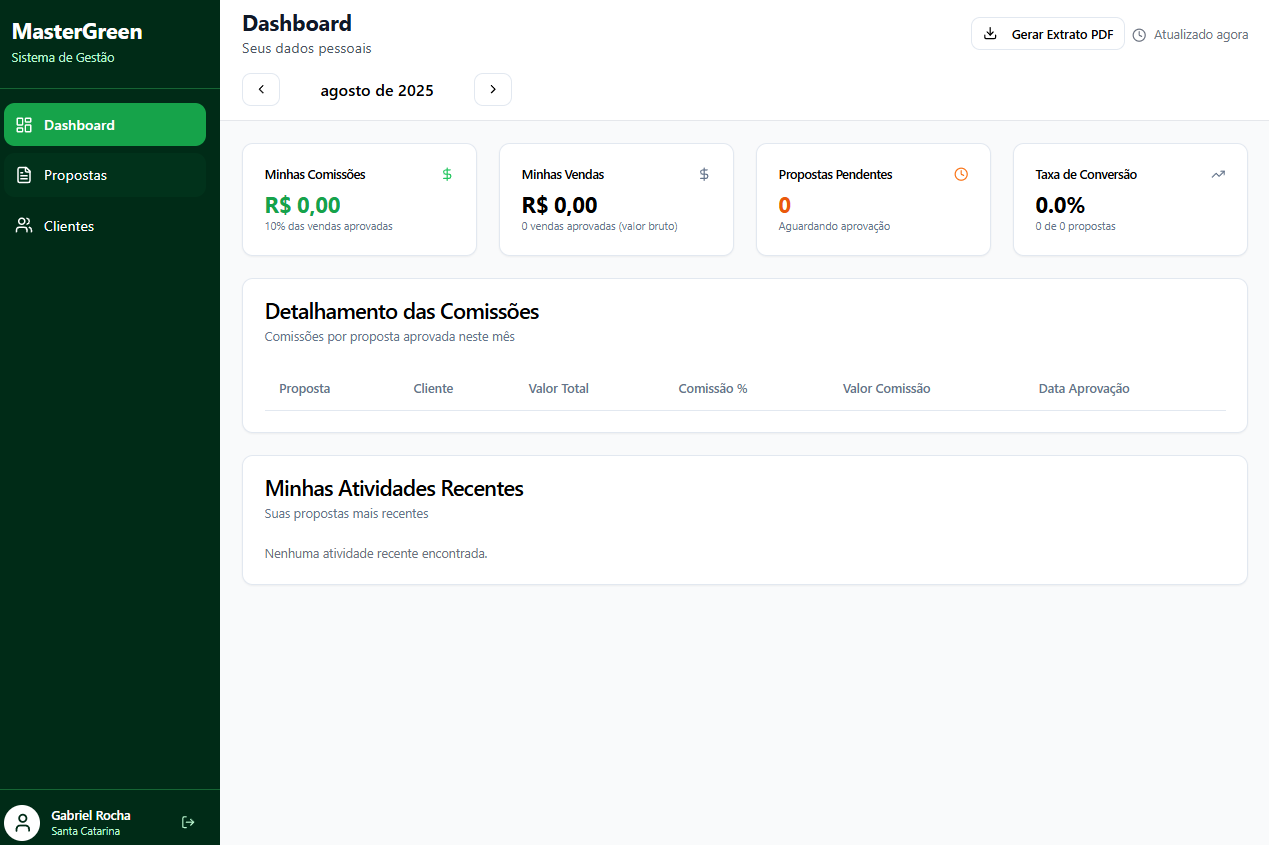 MasterGreen
Sistema de Gestão
Dashboard
Propostas
Clientes
Gabriel Rocha
Santa Catarina
Dashboard
Seus dados pessoais
Gerar Extrato PDF
Atualizado agora
agosto de 2025
Minhas Comissões
R$ 0,00
10% das vendas aprovadas
Minhas Vendas
R$ 0,00
0 vendas aprovadas (valor bruto)
Propostas Pendentes
0
Aguardando aprovação
Taxa de Conversão
0.0%
0 de 0 propostas
Detalhamento das Comissões
Comissões por proposta aprovada neste mês
Proposta Cliente Valor Total Comissão % Valor Comissão Data Aprovação
Minhas Atividades Recentes
Suas propostas mais recentes
Nenhuma atividade recente encontrada.